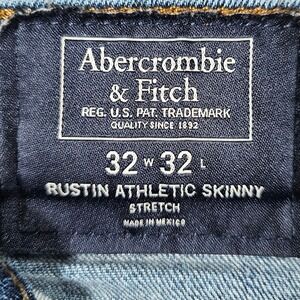 Abercrombie
& Fitch
REG. U.S. PAT. TRADEMARK
QUALITY SINCE 1892
32 W 32 L
RUSTIN ATHLETIC SKINNY
STRETCH
MADE IN MEXICO